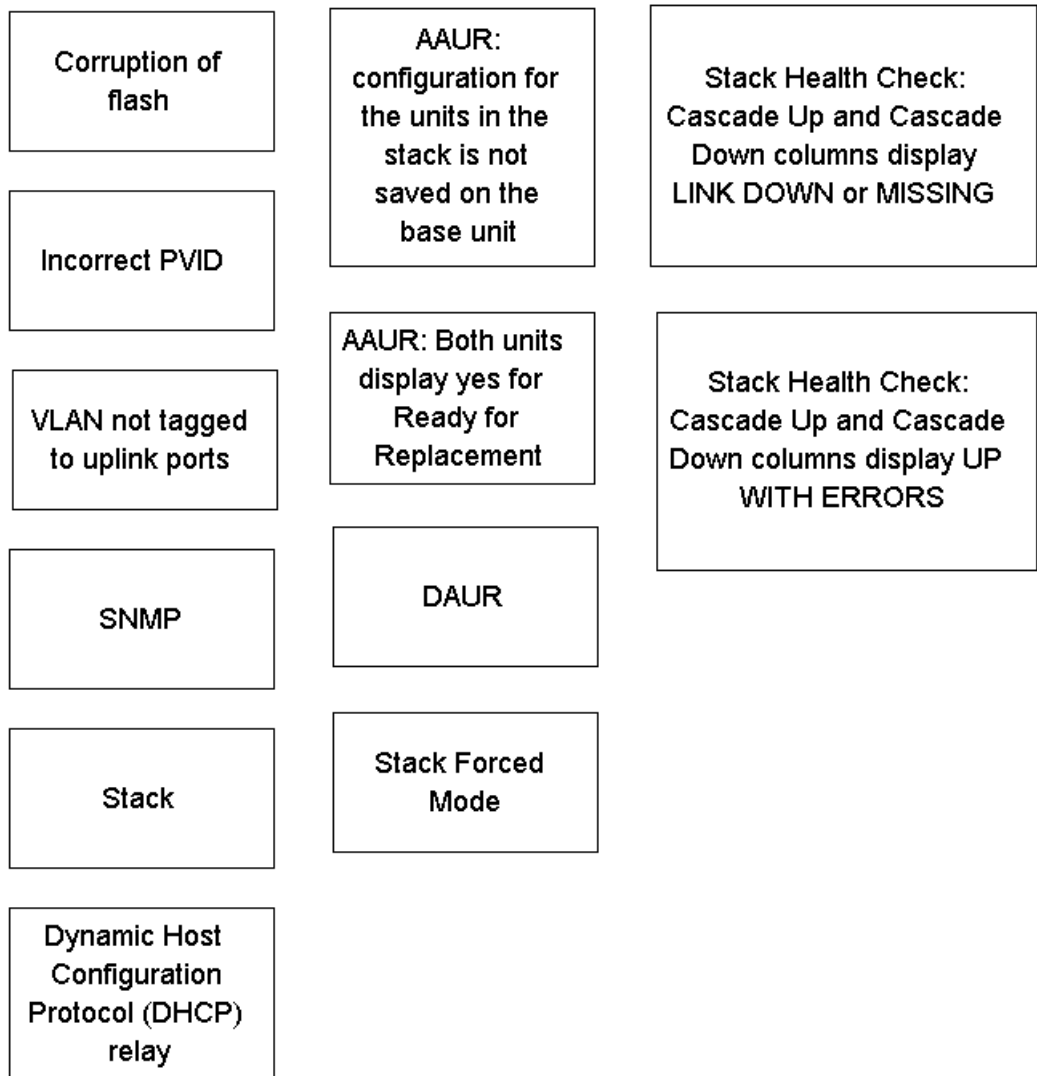 Corruption of
flash
Incorrect PVID
VLAN not tagged
to uplink ports
SNMP
Stack
Dynamic Host
Configuration
Protocol (DHCP)
relay
AAUR:
configuration for
the units in the
stack is not
saved on the
base unit
AAUR: Both units
display yes for
Ready for
Replacement
DAUR
Stack Forced
Mode
Stack Health Check:
Cascade Up and Cascade
Down columns display
LINK DOWN or MISSING
Stack Health Check:
Cascade Up and Cascade
Down columns display UP
WITH ERRORS